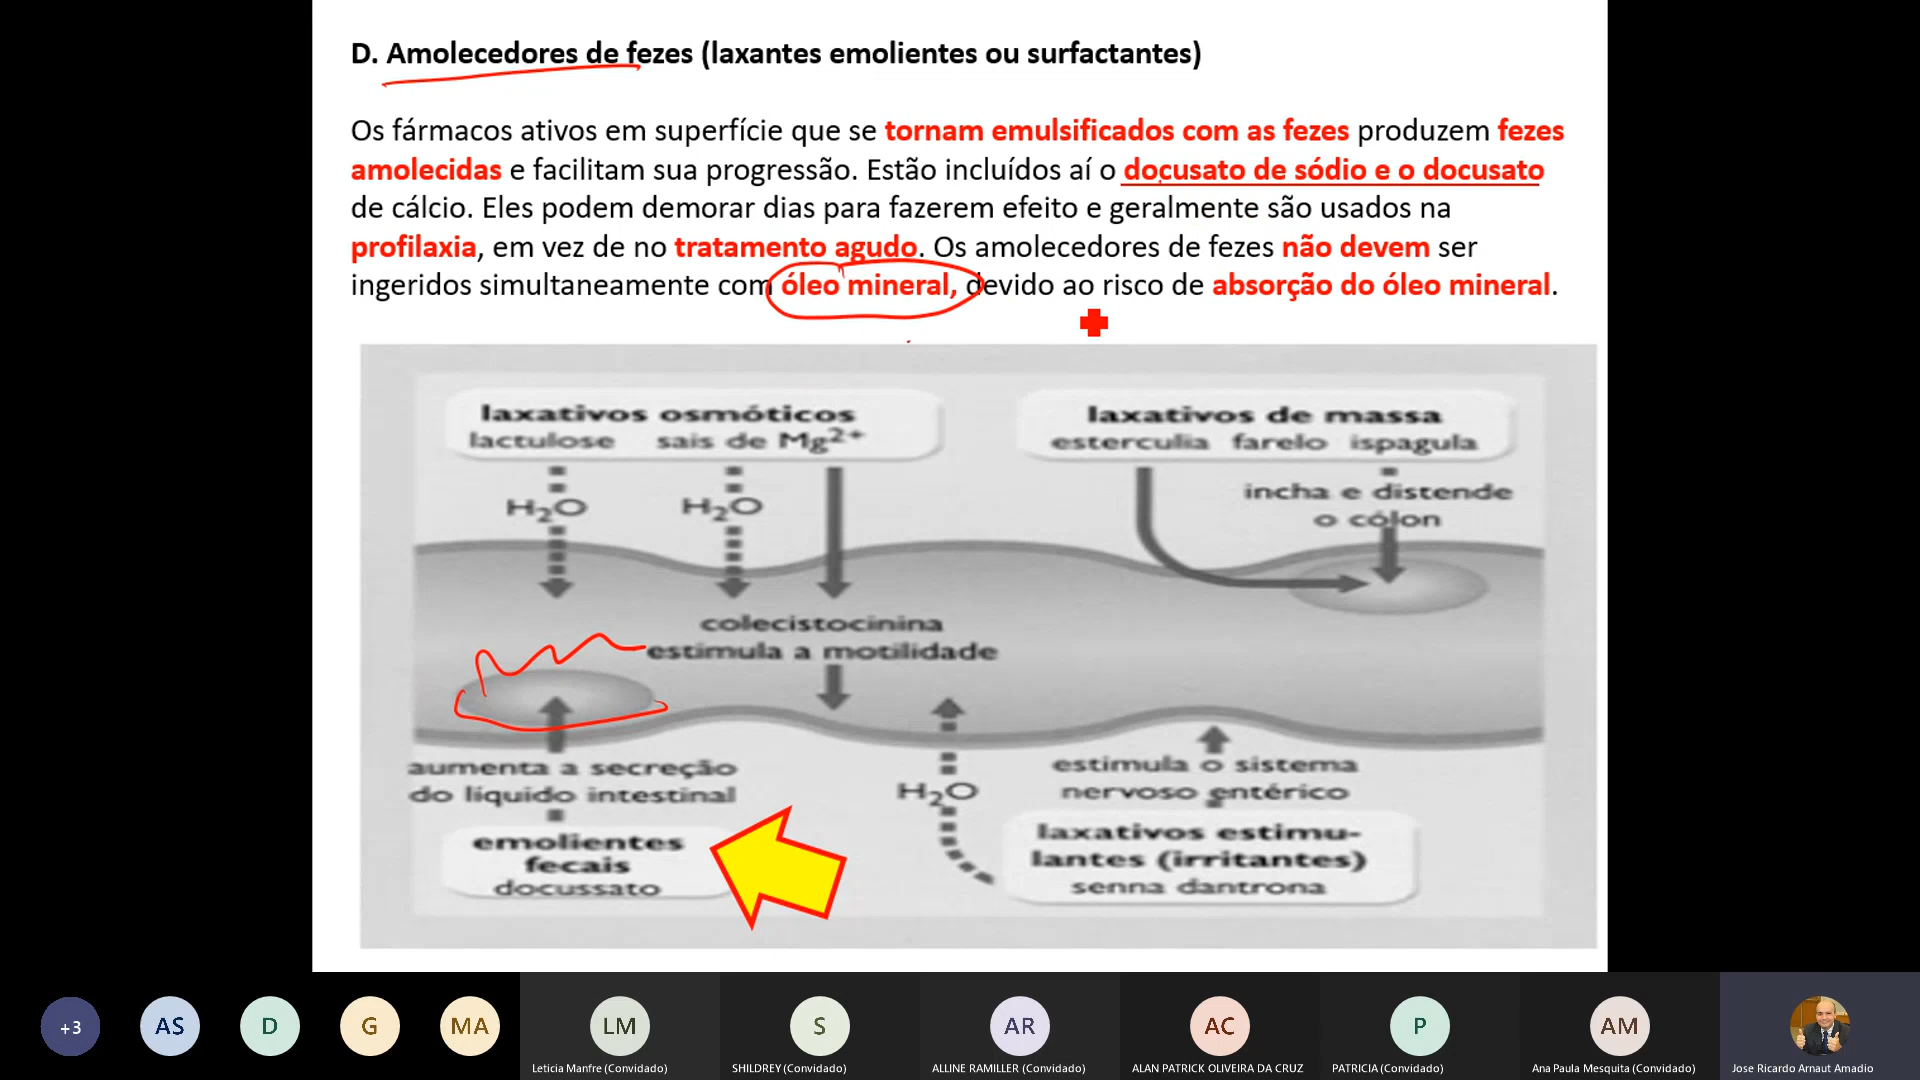 D. Amolecedores de fezes (laxantes emolientes ou surfactantes)
Os fármacos ativos em superfície que se tornam emulsificados com as fezes produzem fezes
amolecidas e facilitam sua progressão. Estão incluídos aí o docusato de sódio e o docusato
de cálcio. Eles podem demorar dias para fazerem efeito e geralmente são usados na
profilaxia, em vez de no tratamento agudo. Os amolecedores de fezes não devem ser
ingeridos simultaneamente com óleo mineral, devido ao risco de absorção do óleo mineral.
laxativos osmóticos
lactulose sais de Mg²⁺
laxativos de massa
esterculia farelo ispagula
H₂O H₂O
incha e distende
o cólon
colecistocinina
estimula a motilidade
aumenta a secreção
do líquido intestinal
emolientes
fecais
docussato
H₂O
estimula o sistema
nervoso entérico
laxativos estimu-
lantes (irritantes)
senna dantrona
+3 AS D G MA LM S AR AC P AM
Leticia Manfre (Convidado) SHILDREY (Convidado) ALLINE RAMILLER (Convidado) ALAN PATRICK OLIVEIRA DA CRUZ PATRICIA (Convidado) Ana Paula Mesquita (Convidado) Jose Ricardo Arnaut Amadio